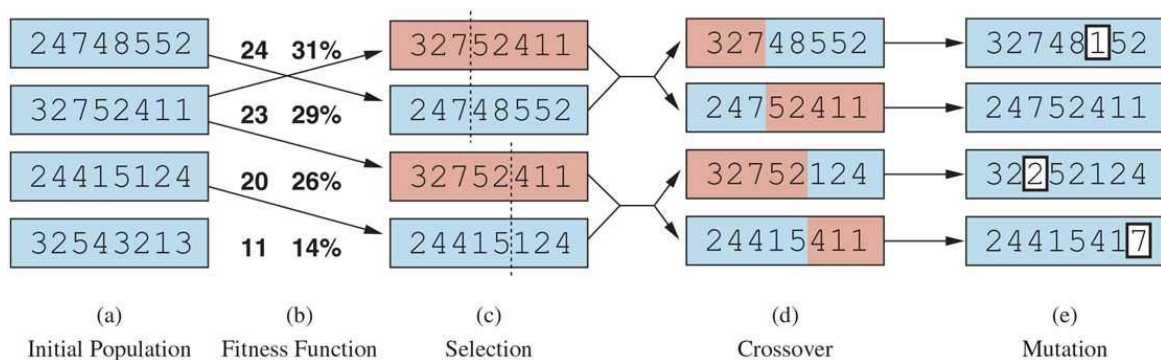 24748552 24 31% 32752411 32748552 32748152
32752411 23 29% 24748552 24752411 24752411
24415124 20 26% 32752411 32752124 32252124
32543213 11 14% 24415124 24415411 24415417
(a) (b) (c) (d) (e)
Initial Population Fitness Function Selection Crossover Mutation